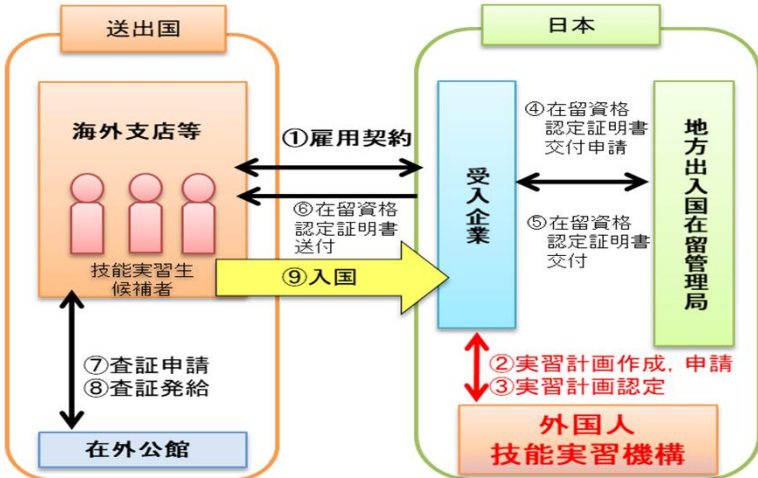 送出国
日本
海外支店等
技能実習生
候補者
①雇用契約
⑥在留資格
認定証明書
送付
⑨入国
⑦査証申請
⑧査証発給
在外公館
受入企業
④在留資格
認定証明書
交付申請
⑤在留資格
認定証明書
交付
地方出入国在留管理局
②実習計画作成，申請
③実習計画認定
外国人
技能実習機構